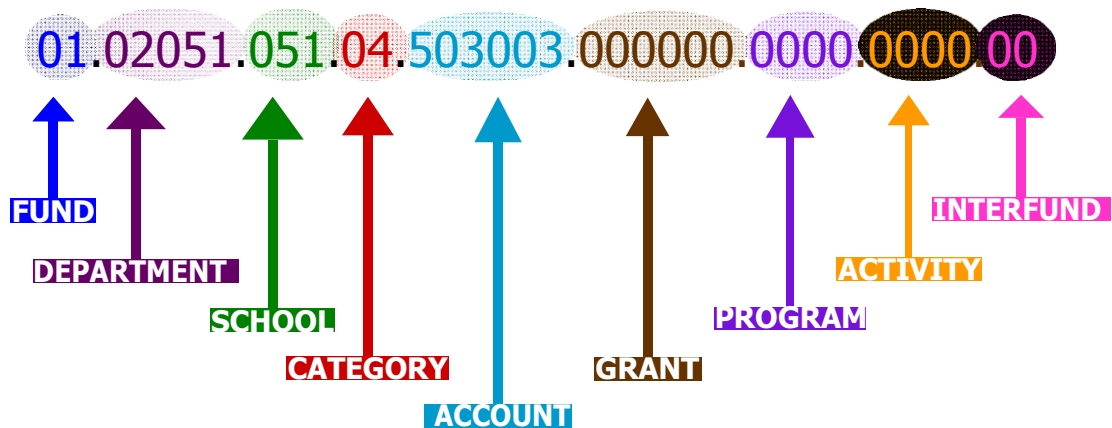 01.02051.051.04.503003.000000.0000.0000.00
FUND
INTERFUND
DEPARTMENT
ACTIVITY
SCHOOL
PROGRAM
CATEGORY
GRANT
ACCOUNT